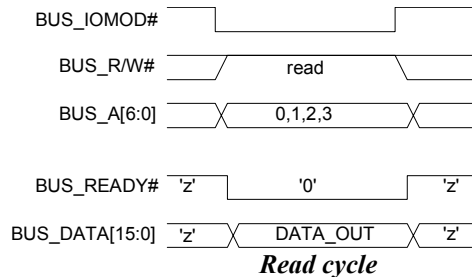 BUS_IOMOD#
BUS_R/W# read
BUS_A[6:0] 0,1,2,3
BUS_READY# 'z' '0' 'z'
BUS_DATA[15:0] 'z' DATA_OUT 'z'
Read cycle